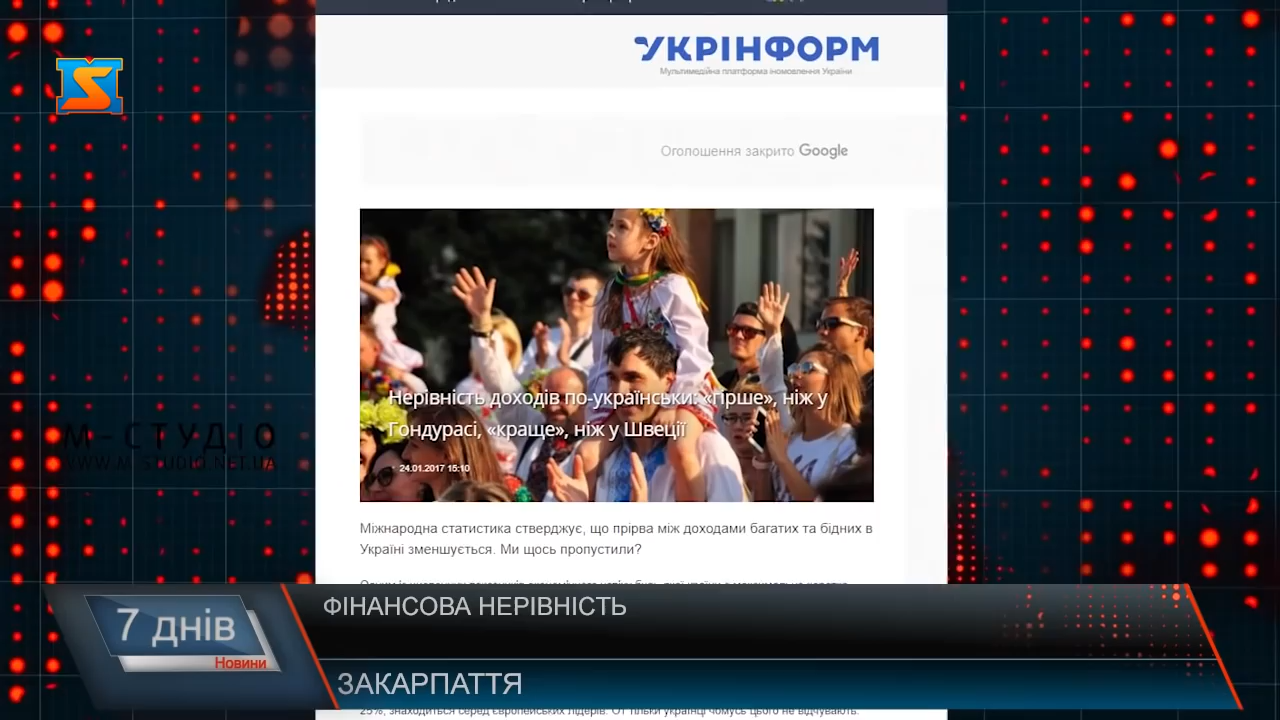 УКРІНФОРМ
Мультимедійна платформа іномовлення України
Оголошення закрито Google
Нерівність доходів по-українськи: «гірше», ніж у
Гондурасі, «краще», ніж у Швеції
24.01.2017 15:10
М-СТУДІО
WWW.M-STUDIO.NET.UA
Міжнародна статистика стверджує, що прірва між доходами багатих та бідних в
Україні зменшується. Ми щось пропустили?
7 днів
Новини
ФІНАНСОВА НЕРІВНІСТЬ
ЗАКАРПАТТЯ
25%, знаходиться серед європейських лідерів. От тільки українці чомусь цього не відчувають.